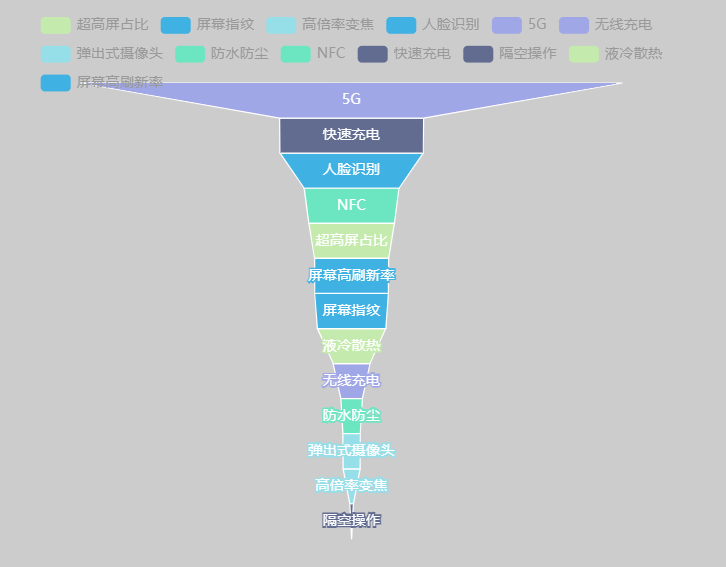 超高屏占比 屏幕指纹 高倍率变焦 人脸识别 5G 无线充电
弹出式摄像头 防水防尘 NFC 快速充电 隔空操作 液冷散热
屏幕高刷新率
5G
快速充电
人脸识别
NFC
超高屏占比
屏幕高刷新率
屏幕指纹
液冷散热
无线充电
防水防尘
弹出式摄像头
高倍率变焦
隔空操作